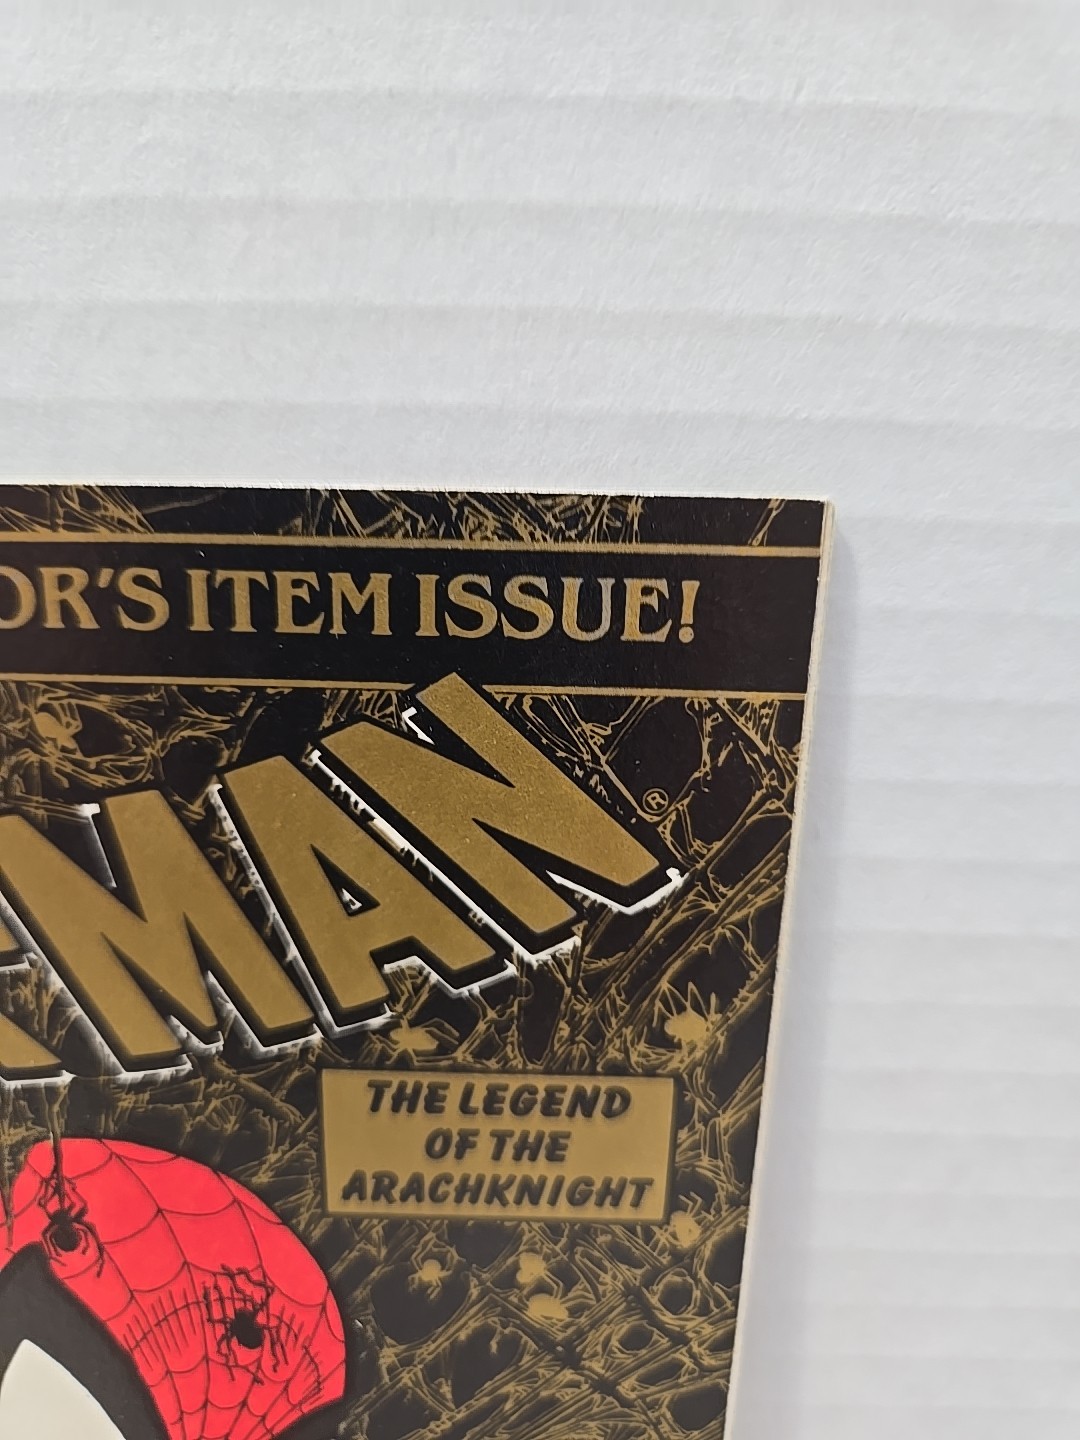 OR'S ITEM ISSUE!
MAN
®
THE LEGEND
OF THE
ARACHKNIGHT